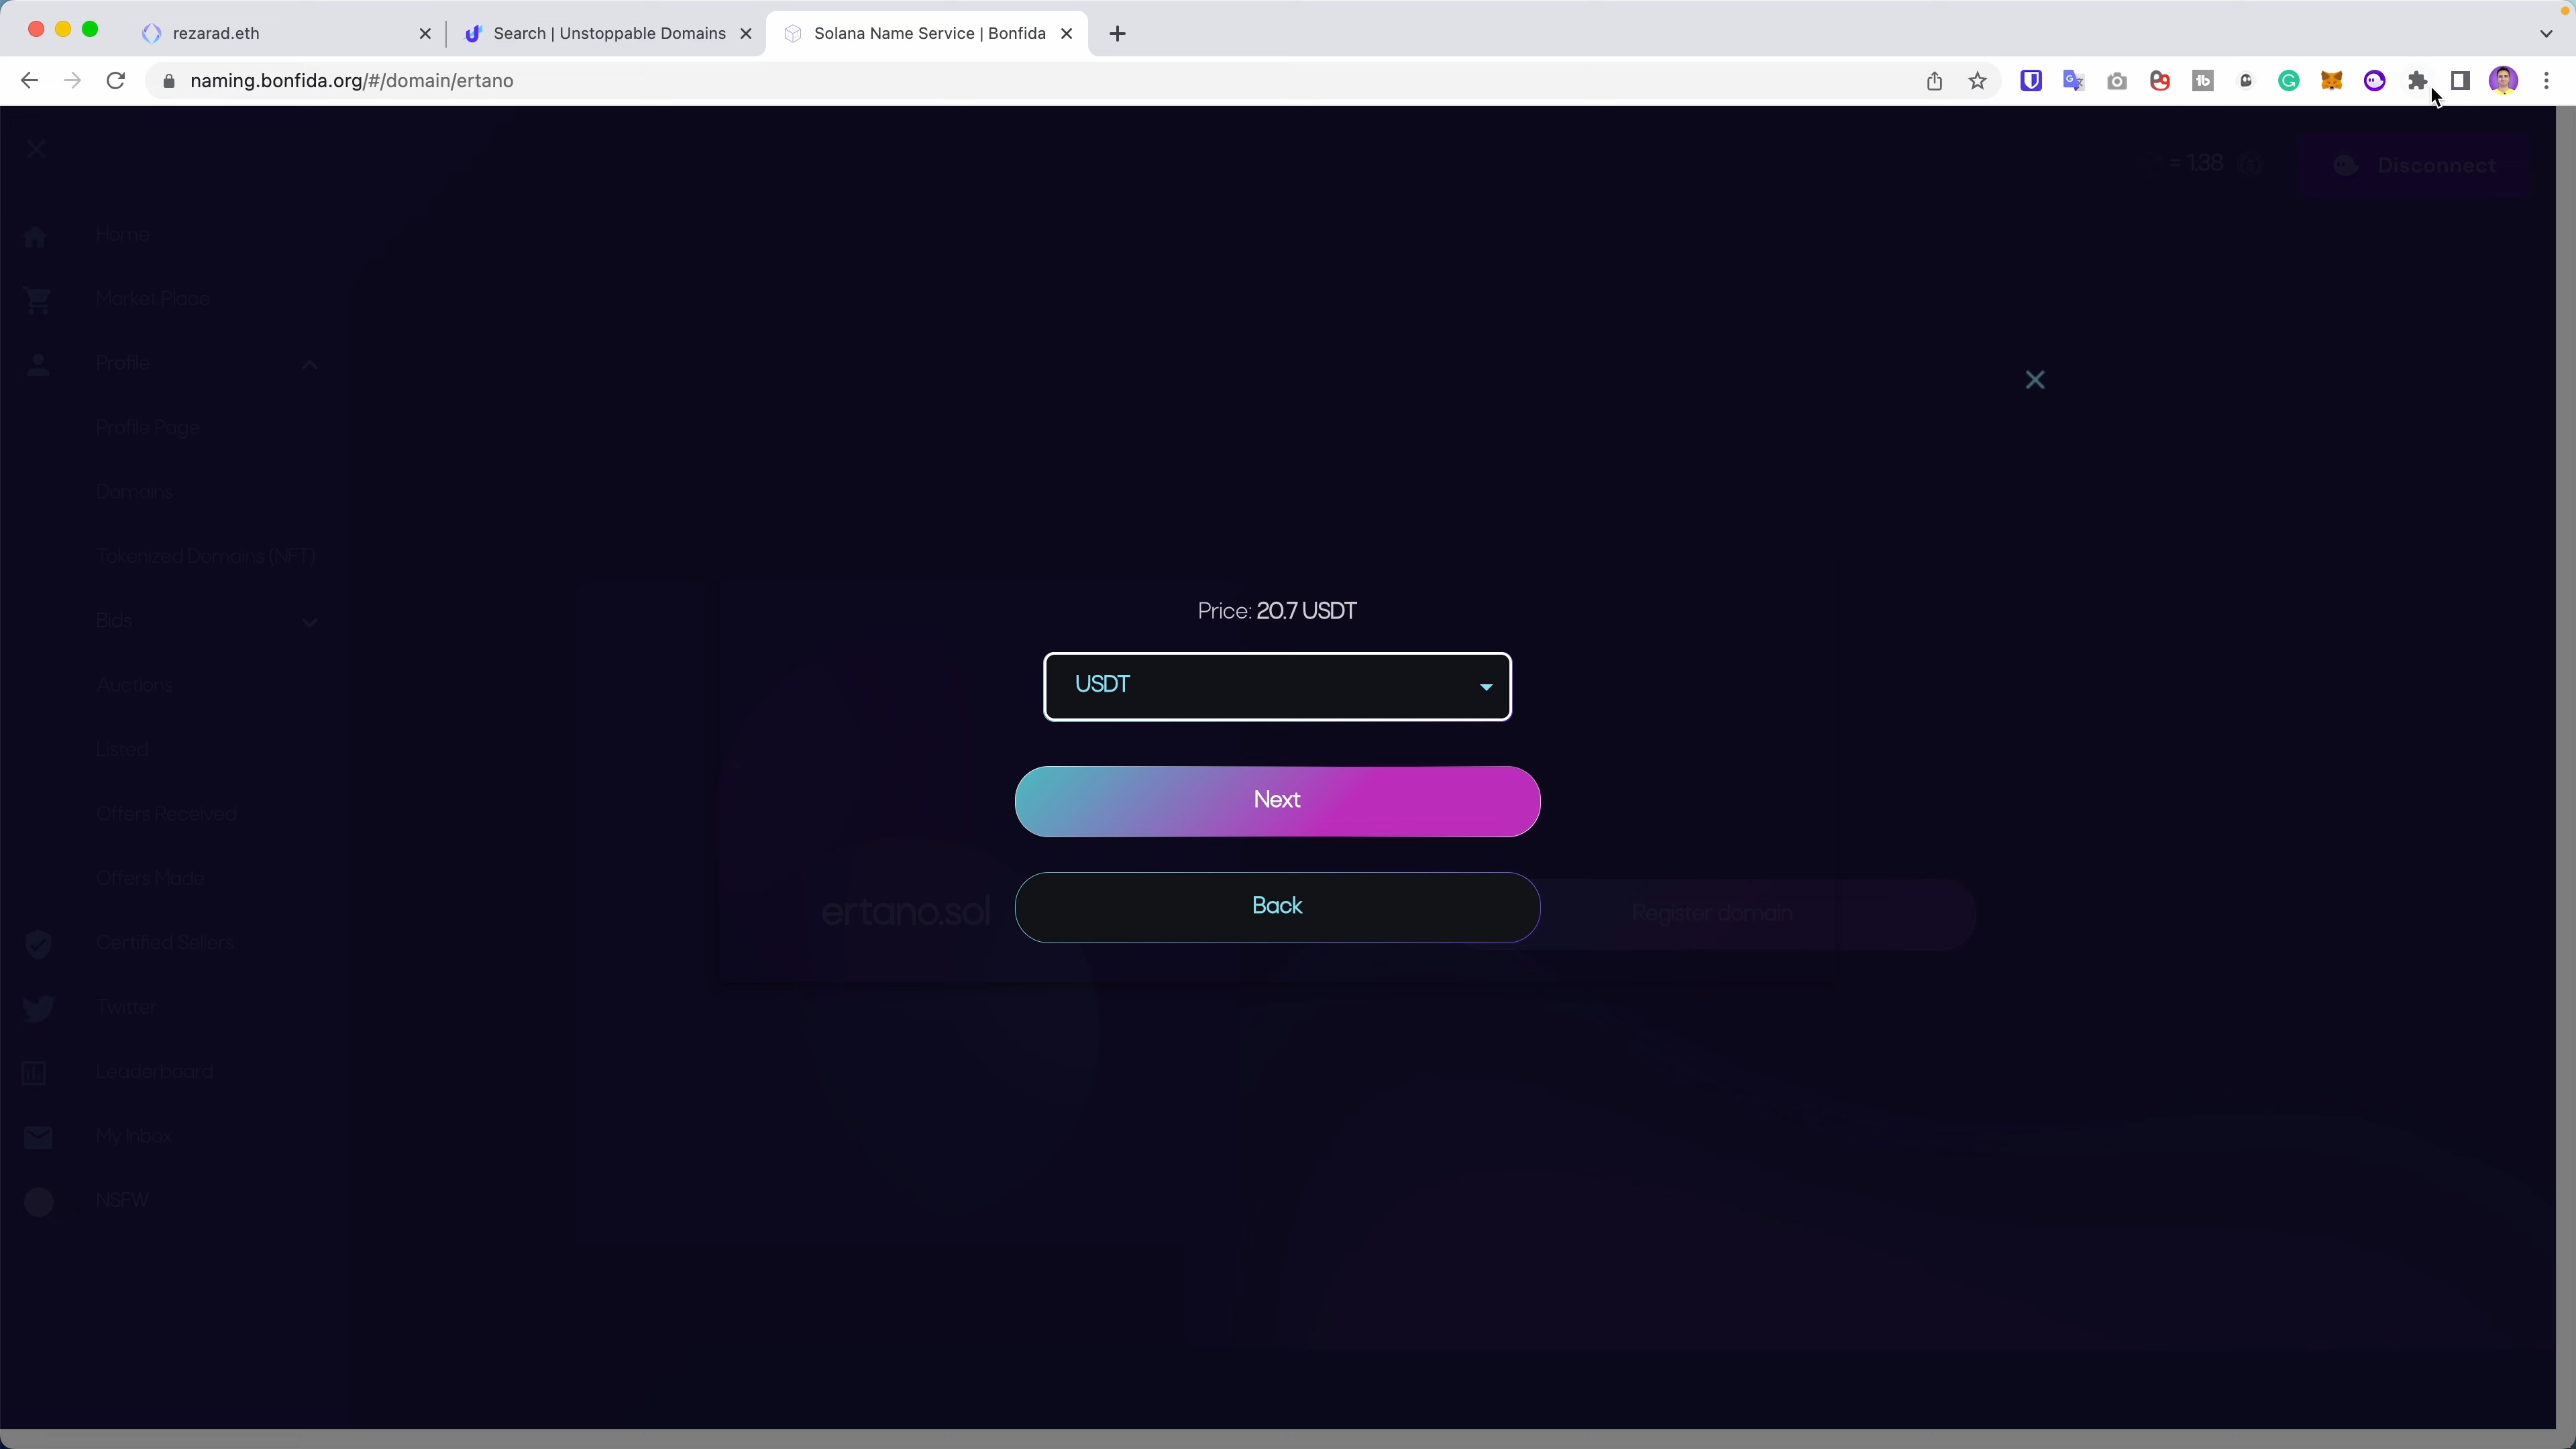 rezarad.eth
Search | Unstoppable Domains
Solana Name Service | Bonfida
naming.bonfida.org/#/domain/ertano
= 1.38
Disconnect
Home
Market Place
Profile
Profile Page
Domains
Tokenized Domains (NFT)
Bids
Auctions
Listed
Offers Received
Offers Made
Certified Sellers
Twitter
Leaderboard
My Inbox
NSFW
Price: 20.7 USDT
USDT
Next
Back
ertano.sol
Register domain